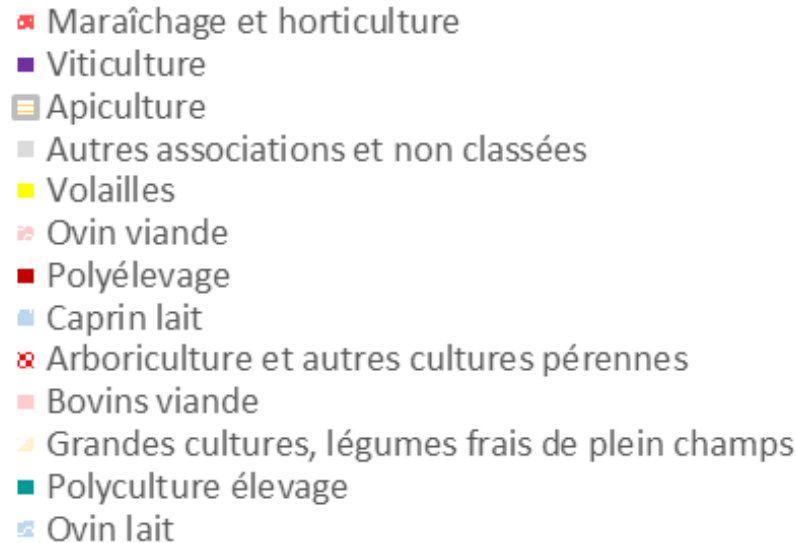 Maraîchage et horticulture
Viticulture
Apiculture
Autres associations et non classées
Volailles
Ovin viande
Polyélevage
Caprin lait
Arboriculture et autres cultures pérennes
Bovins viande
Grandes cultures, légumes frais de plein champs
Polyculture élevage
Ovin lait